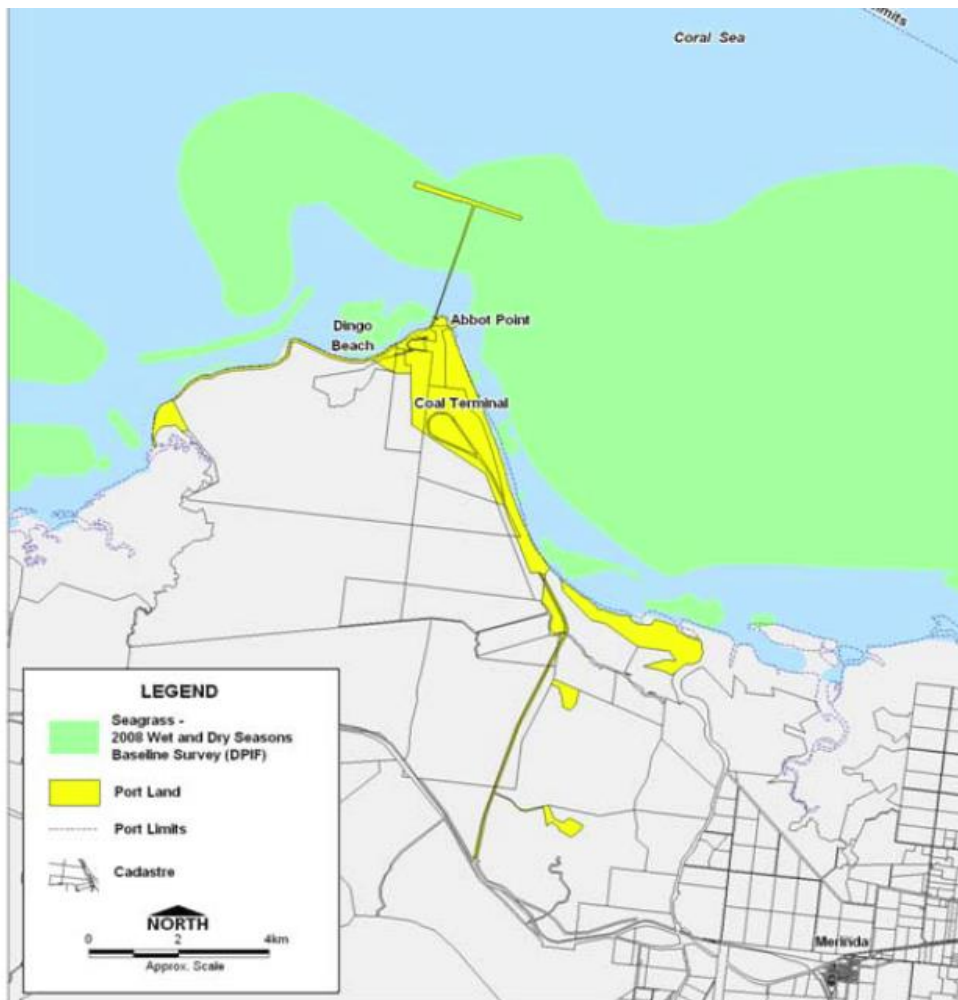 Limits
Coral Sea
Dingo
Beach
Abbot Point
Coal Terminal
LEGEND
Seagrass -
2008 Wet and Dry Seasons
Baseline Survey (DPIF)
Port Land
Port Limits
Cadastre
NORTH
0 2 4km
Approx. Scale
Merinda